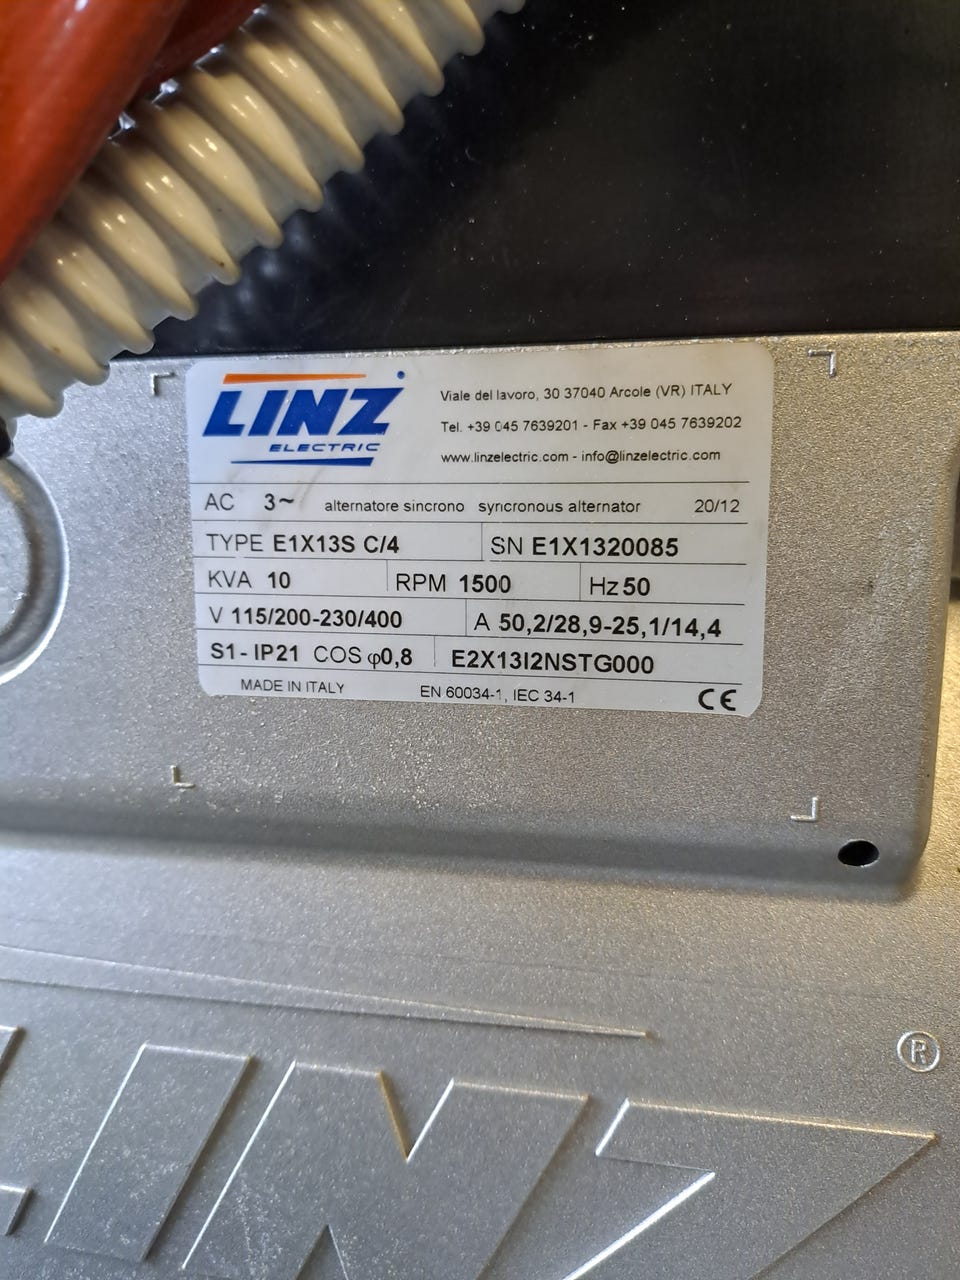 LINZ
ELECTRIC
Viale del lavoro, 30 37040 Arcole (VR) ITALY
Tel. +39 045 7639201 - Fax +39 045 7639202
www.linzelectric.com - info@linzelectric.com
AC 3~ alternatore sincrono syncronous alternator 20/12
TYPE E1X13S C/4 SN E1X1320085
KVA 10 RPM 1500 Hz 50
V 115/200-230/400 A 50,2/28,9-25,1/14,4
S1- IP21 COS φ0,8 E2X13I2NSTG000
MADE IN ITALY EN 60034-1, IEC 34-1 CE
®
LINZ